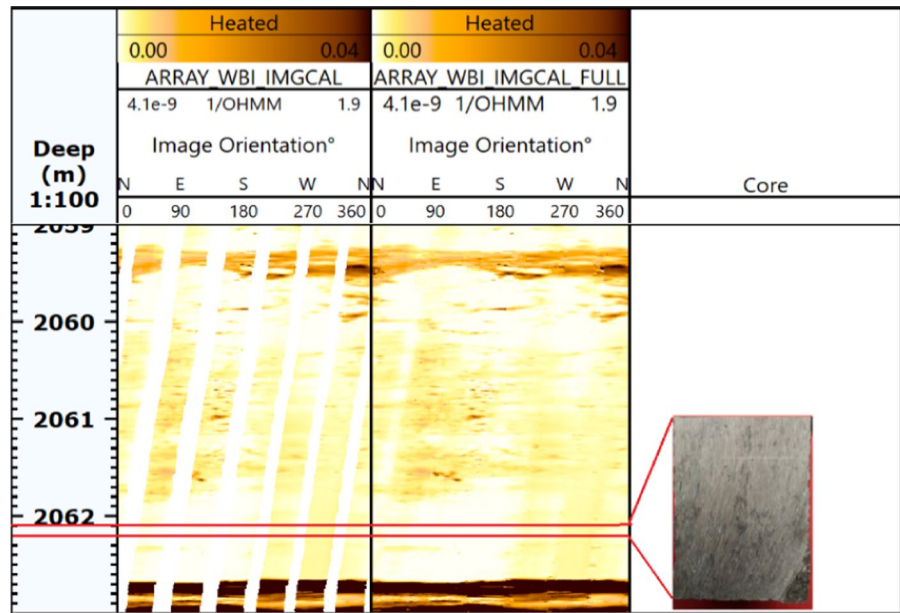 Heated Heated
0.00 0.04 0.00 0.04
ARRAY_WBI_IMGCAL ARRAY_WBI_IMGCAL_FULL
4.1e-9 1/OHMM 1.9 4.1e-9 1/OHMM 1.9
Image Orientation° Image Orientation°
Deep
(m)
1:100
N E S W N N E S W N
Core
0 90 180 270 360 0 90 180 270 360
2059
2060
2061
2062